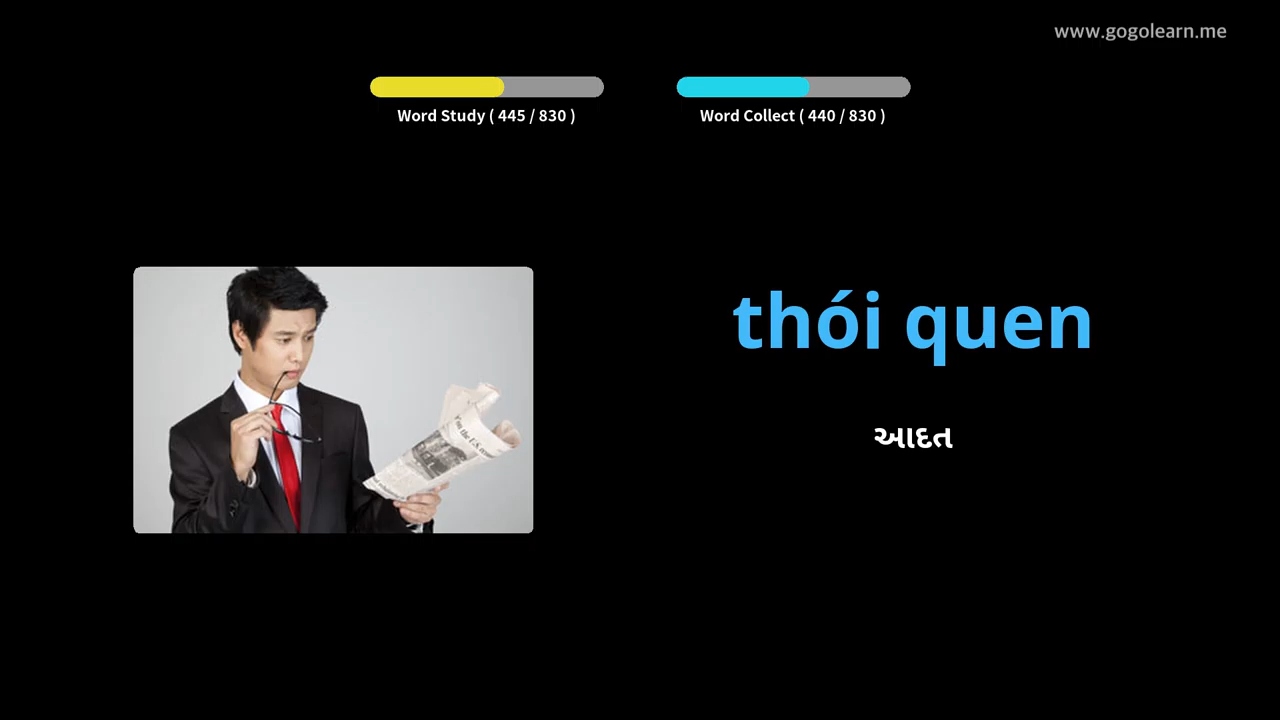 www.gogolearn.me
Word Study ( 445 / 830 )
Word Collect ( 440 / 830 )
thói quen
આદત